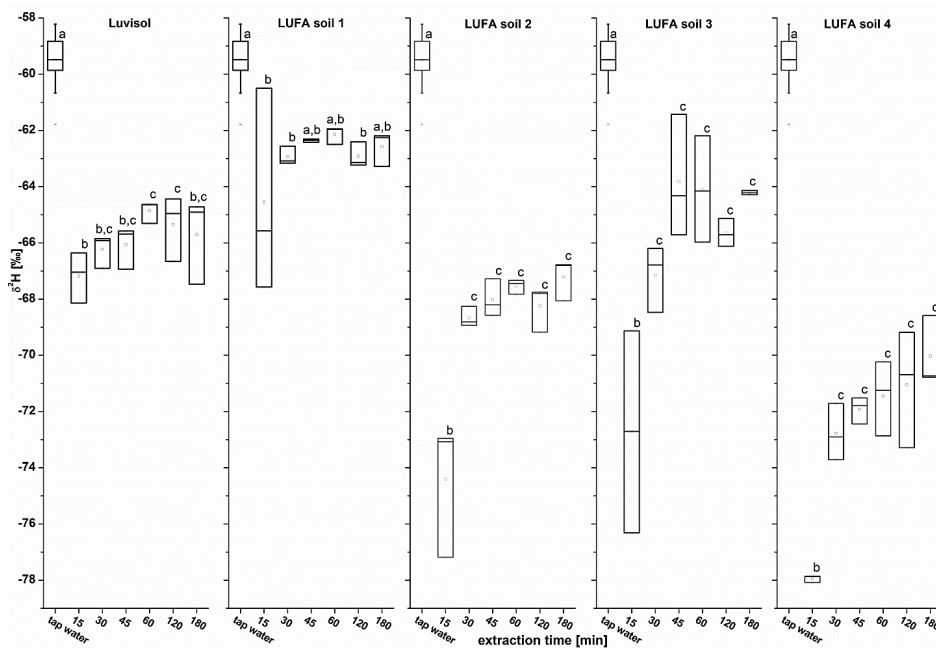 Luvisol LUFA soil 1 LUFA soil 2 LUFA soil 3 LUFA soil 4
-58
-60
-62
-64
-66
-68
-70
-72
-74
-76
-78
δ²H [‰]
a b b,c b,c c c b,c
a b b a,b a,b b a,b
a b c c c c c
a b c c c c c
a b c c c c c
tap water 15 30 45 60 120 180
tap water 15 30 45 60 120 180
tap water 15 30 45 60 120 180
tap water 15 30 45 60 120 180
tap water 15 30 45 60 120 180
extraction time [min]